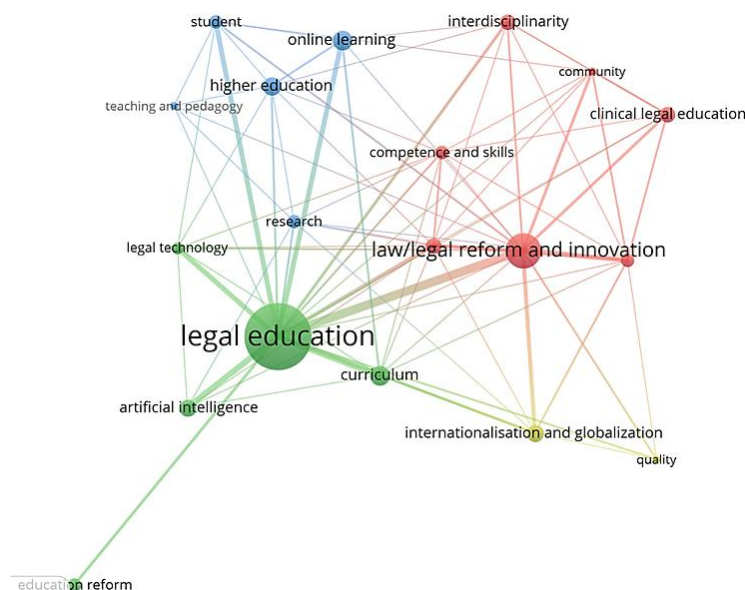 student
interdisciplinarity
online learning
community
higher education
teaching and pedagogy
clinical legal education
competence and skills
research
legal technology
law/legal reform and innovation
legal education
curriculum
artificial intelligence
internationalisation and globalization
quality
education reform